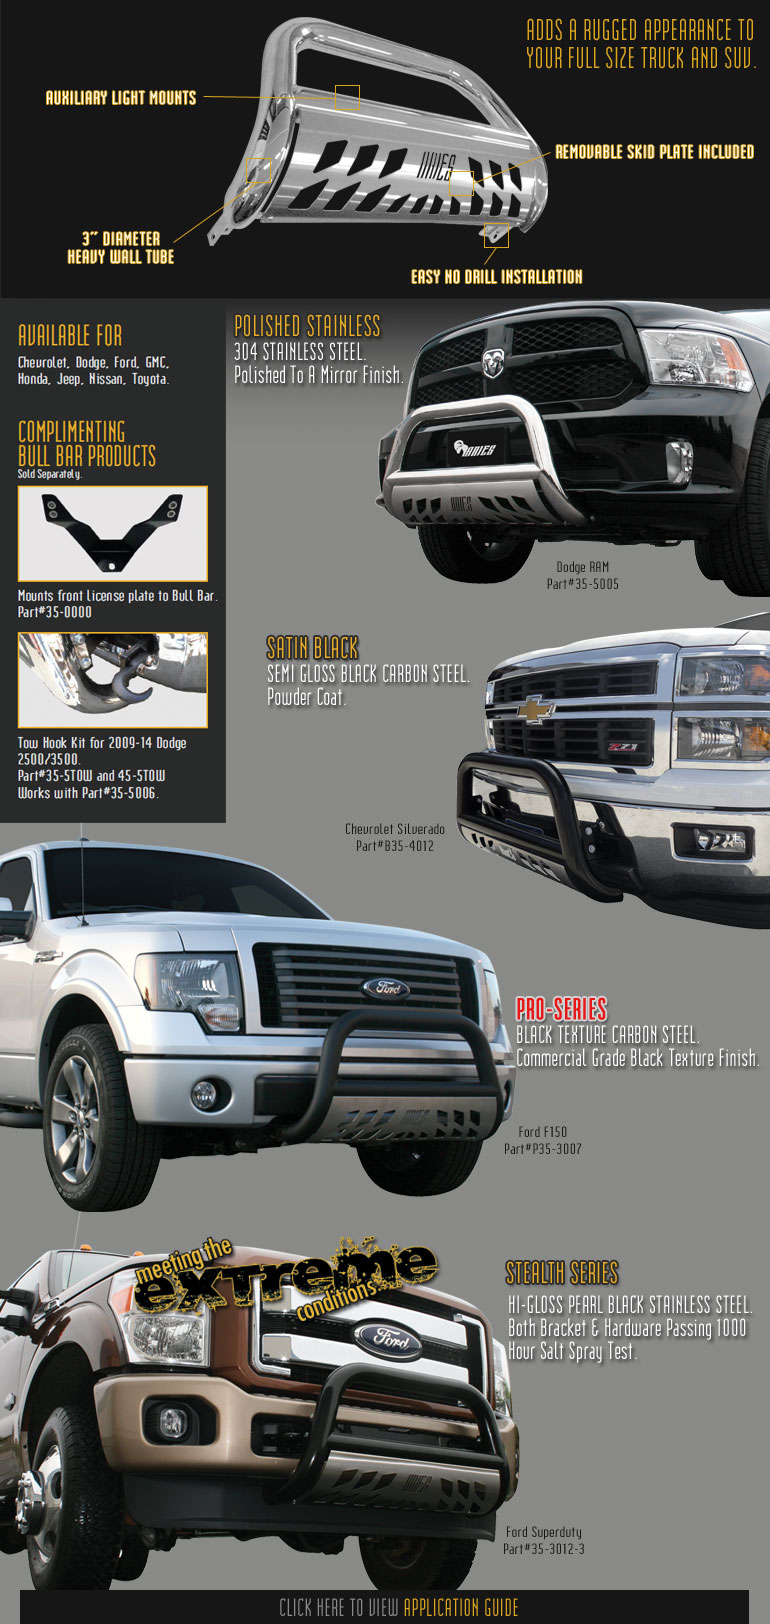 ADDS A RUGGED APPEARANCE TO
YOUR FULL SIZE TRUCK AND SUV.
AUXILIARY LIGHT MOUNTS
REMOVABLE SKID PLATE INCLUDED
3" DIAMETER
HEAVY WALL TUBE
EASY NO DRILL INSTALLATION
AVAILABLE FOR
Chevrolet, Dodge, Ford, GMC,
Honda, Jeep, Nissan, Toyota.
COMPLIMENTING
BULL BAR PRODUCTS
Sold Separately.
Mounts front license plate to Bull Bar.
Part#35-0000
Tow Hook Kit for 2009-14 Dodge
2500/3500.
Part#35-5TOW and 45-5TOW
Works with Part#35-5006.
POLISHED STAINLESS
304 STAINLESS STEEL.
Polished To A Mirror Finish.
Dodge RAM
Part#35-5005
SATIN BLACK
SEMI GLOSS BLACK CARBON STEEL.
Powder Coat.
Z71
Chevrolet Silverado
Part#B35-4012
Ford
PRO-SERIES
BLACK TEXTURE CARBON STEEL.
Commercial Grade Black Texture Finish.
Ford F150
Part#P35-3007
meeting the
extreme
conditions...
Ford
STEALTH SERIES
HI-GLOSS PEARL BLACK STAINLESS STEEL.
Both Bracket & Hardware Passing 1000
Hour Salt Spray Test.
Ford Superduty
Part#35-3012-3
CLICK HERE TO VIEW APPLICATION GUIDE